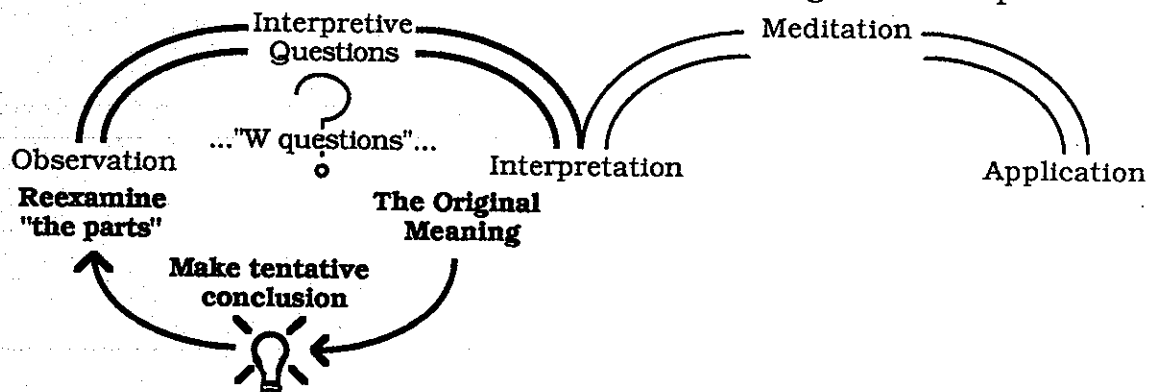 Interpretive
Questions
Meditation
..."W questions"...
Observation
Interpretation
Application
Reexamine
"the parts"
The Original
Meaning
Make tentative
conclusion